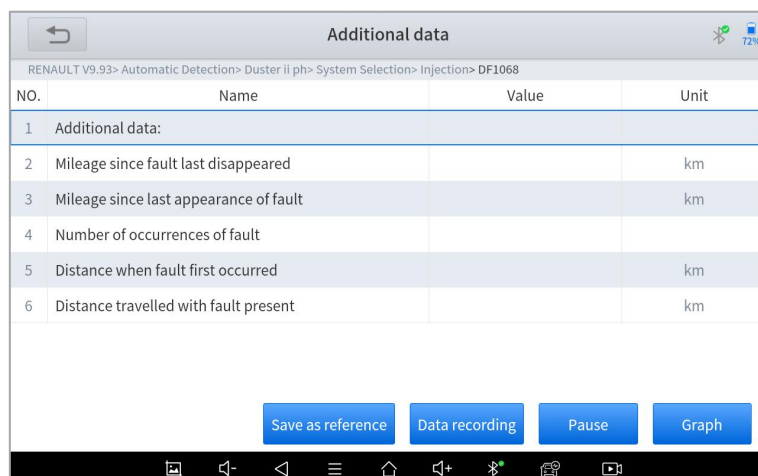 Additional data
72%
RENAULT V9.93> Automatic Detection> Duster ii ph> System Selection> Injection> DF1068
NO. Name Value Unit
1 Additional data:
2 Mileage since fault last disappeared km
3 Mileage since last appearance of fault km
4 Number of occurrences of fault
5 Distance when fault first occurred km
6 Distance travelled with fault present km
Save as reference Data recording Pause Graph